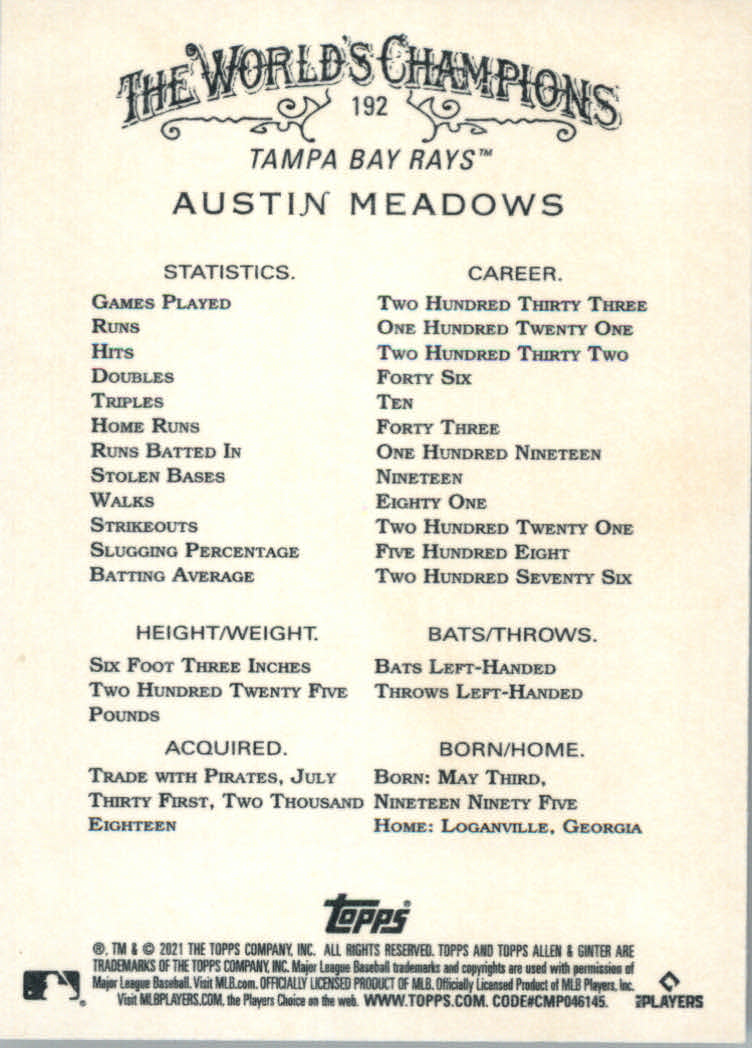 THE WORLD'S CHAMPIONS
192
TAMPA BAY RAYS™
AUSTIN MEADOWS
STATISTICS. CAREER.
GAMES PLAYED TWO HUNDRED THIRTY THREE
RUNS ONE HUNDRED TWENTY ONE
HITS TWO HUNDRED THIRTY TWO
DOUBLES FORTY SIX
TRIPLES TEN
HOME RUNS FORTY THREE
RUNS BATTED IN ONE HUNDRED NINETEEN
STOLEN BASES NINETEEN
WALKS EIGHTY ONE
STRIKEOUTS TWO HUNDRED TWENTY ONE
SLUGGING PERCENTAGE FIVE HUNDRED EIGHT
BATTING AVERAGE TWO HUNDRED SEVENTY SIX
HEIGHT/WEIGHT.
SIX FOOT THREE INCHES
TWO HUNDRED TWENTY FIVE
POUNDS
BATS/THROWS.
BATS LEFT-HANDED
THROWS LEFT-HANDED
ACQUIRED.
TRADE WITH PIRATES, JULY
THIRTY FIRST, TWO THOUSAND
EIGHTEEN
BORN/HOME.
BORN: MAY THIRD,
NINETEEN NINETY FIVE
HOME: LOGANVILLE, GEORGIA
Topps®
®, TM & © 2021 THE TOPPS COMPANY, INC. ALL RIGHTS RESERVED. TOPPS AND TOPPS ALLEN & GINTER ARE
TRADEMARKS OF THE TOPPS COMPANY, INC. Major League Baseball trademarks and copyrights are used with permission of
Major League Baseball. Visit MLB.com. OFFICIALLY LICENSED PRODUCT OF MLB. Officially Licensed Product of MLB Players, Inc.
Visit MLBPLAYERS.COM, the Players Choice on the web. WWW.TOPPS.COM. CODE#CMP046145.
PLAYERS